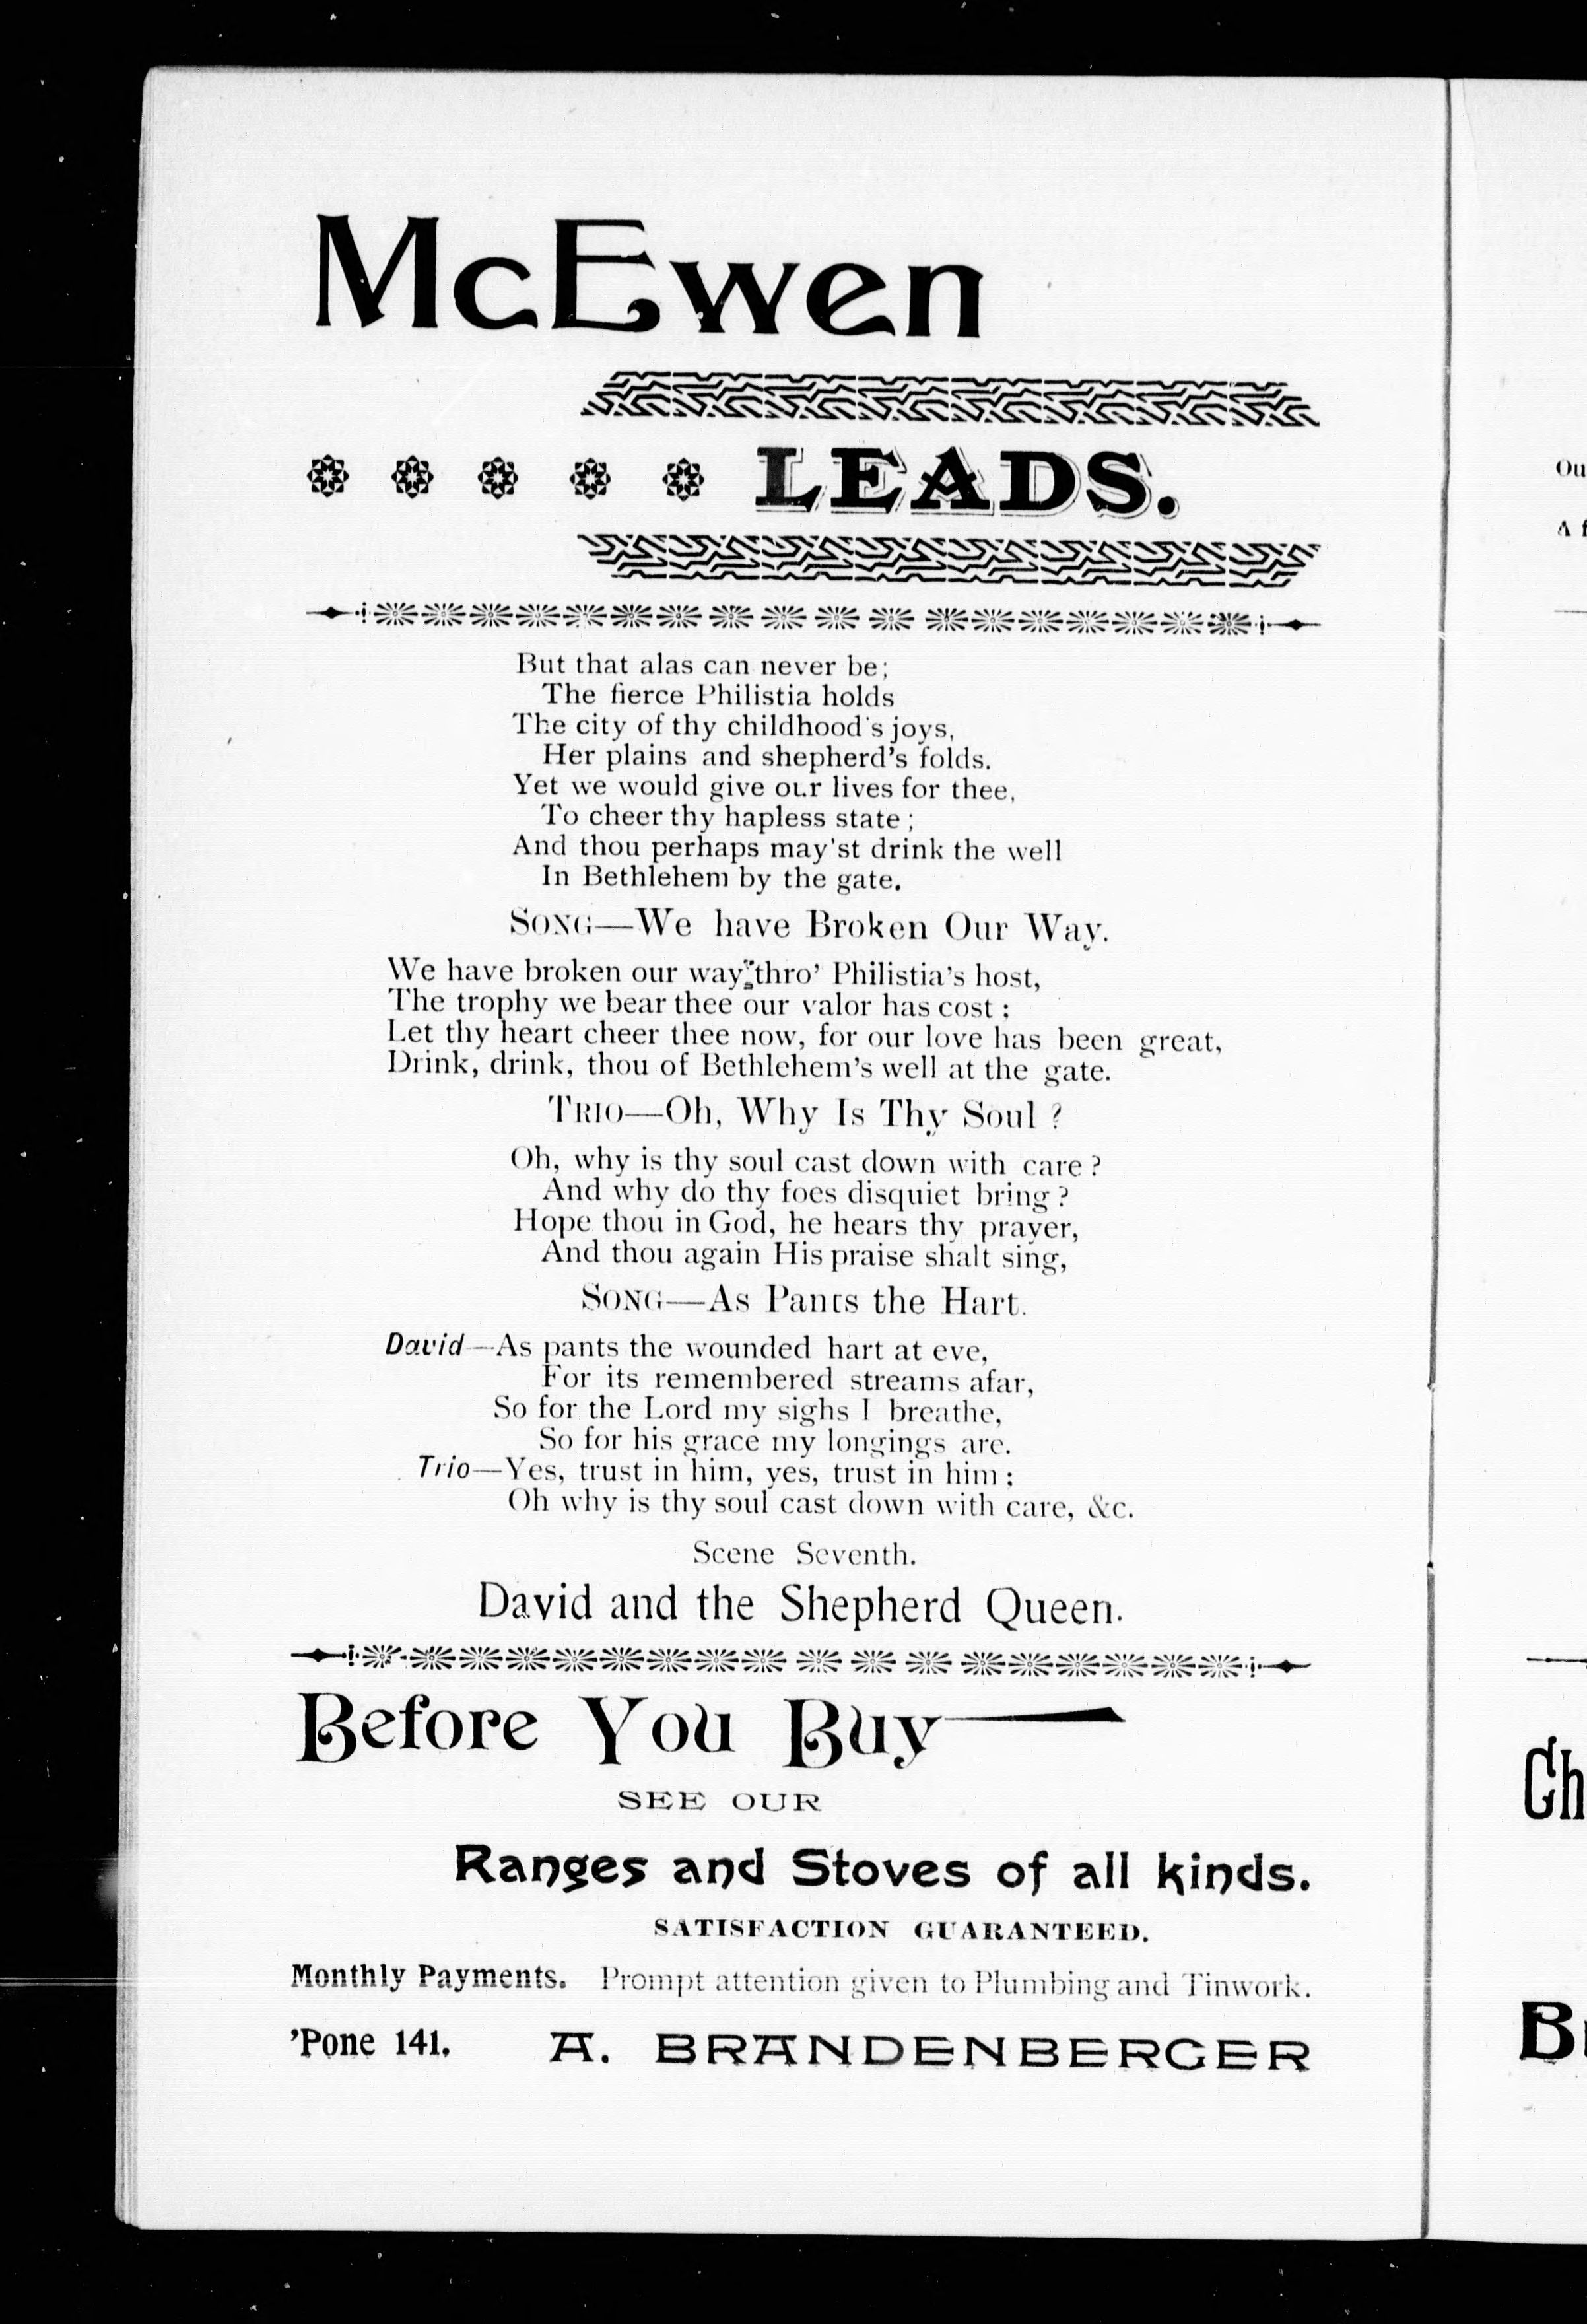 McEwen
LEADS.
But that alas can never be;
The fierce Philistia holds
The city of thy childhood's joys,
Her plains and shepherd's folds.
Yet we would give our lives for thee,
To cheer thy hapless state;
And thou perhaps may'st drink the well
In Bethlehem by the gate.
SONG—We have Broken Our Way.
We have broken our way thro' Philistia's host,
The trophy we bear thee our valor has cost;
Let thy heart cheer thee now, for our love has been great,
Drink, drink, thou of Bethlehem's well at the gate.
TRIO—Oh, Why Is Thy Soul?
Oh, why is thy soul cast down with care?
And why do thy foes disquiet bring?
Hope thou in God, he hears thy prayer,
And thou again His praise shalt sing,
SONG—As Pants the Hart.
David—As pants the wounded hart at eve,
For its remembered streams afar,
So for the Lord my sighs I breathe,
So for his grace my longings are.
Trio—Yes, trust in him, yes, trust in him;
Oh why is thy soul cast down with care, &c.
Scene Seventh.
David and the Shepherd Queen.
Before You Buy—
SEE OUR
Ranges and Stoves of all kinds.
SATISFACTION GUARANTEED.
Monthly Payments. Prompt attention given to Plumbing and Tinwork.
'Pone 141. A. BRANDENBERGER
Ou
A f
Ch
B